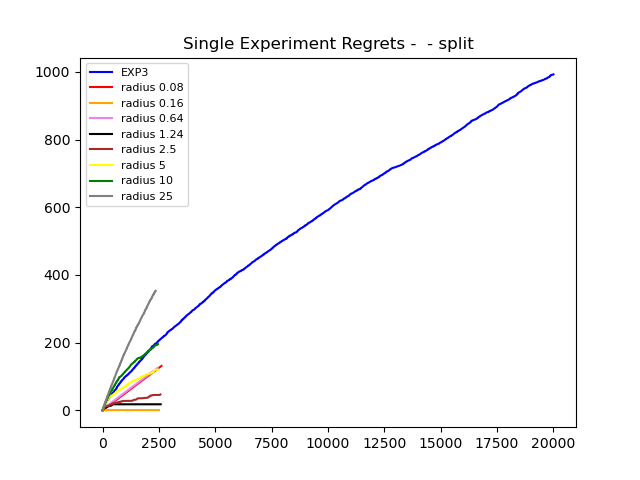 Single Experiment Regrets -  - split
EXP3
radius 0.08
radius 0.16
radius 0.64
radius 1.24
radius 2.5
radius 5
radius 10
radius 25
1000
800
600
400
200
0
0 2500 5000 7500 10000 12500 15000 17500 20000